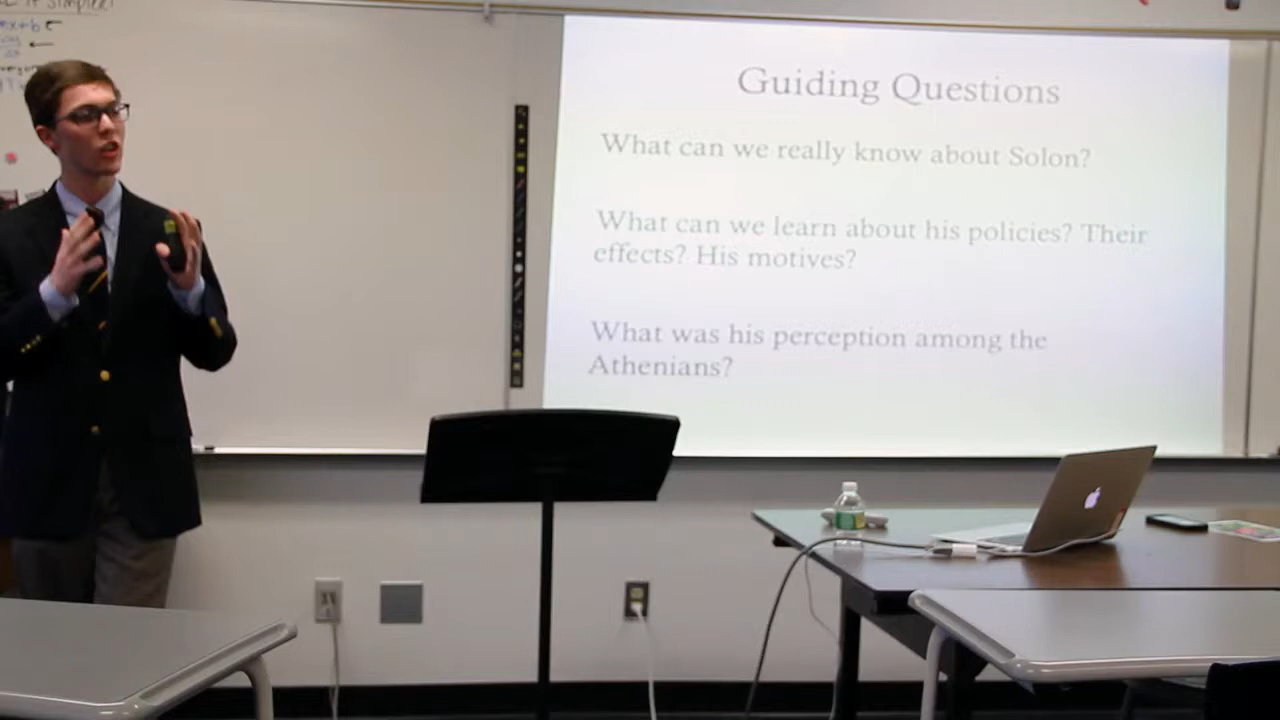 Guiding Questions
What can we really know about Solon?
What can we learn about his policies? Their
effects? His motives?
What was his perception among the
Athenians?